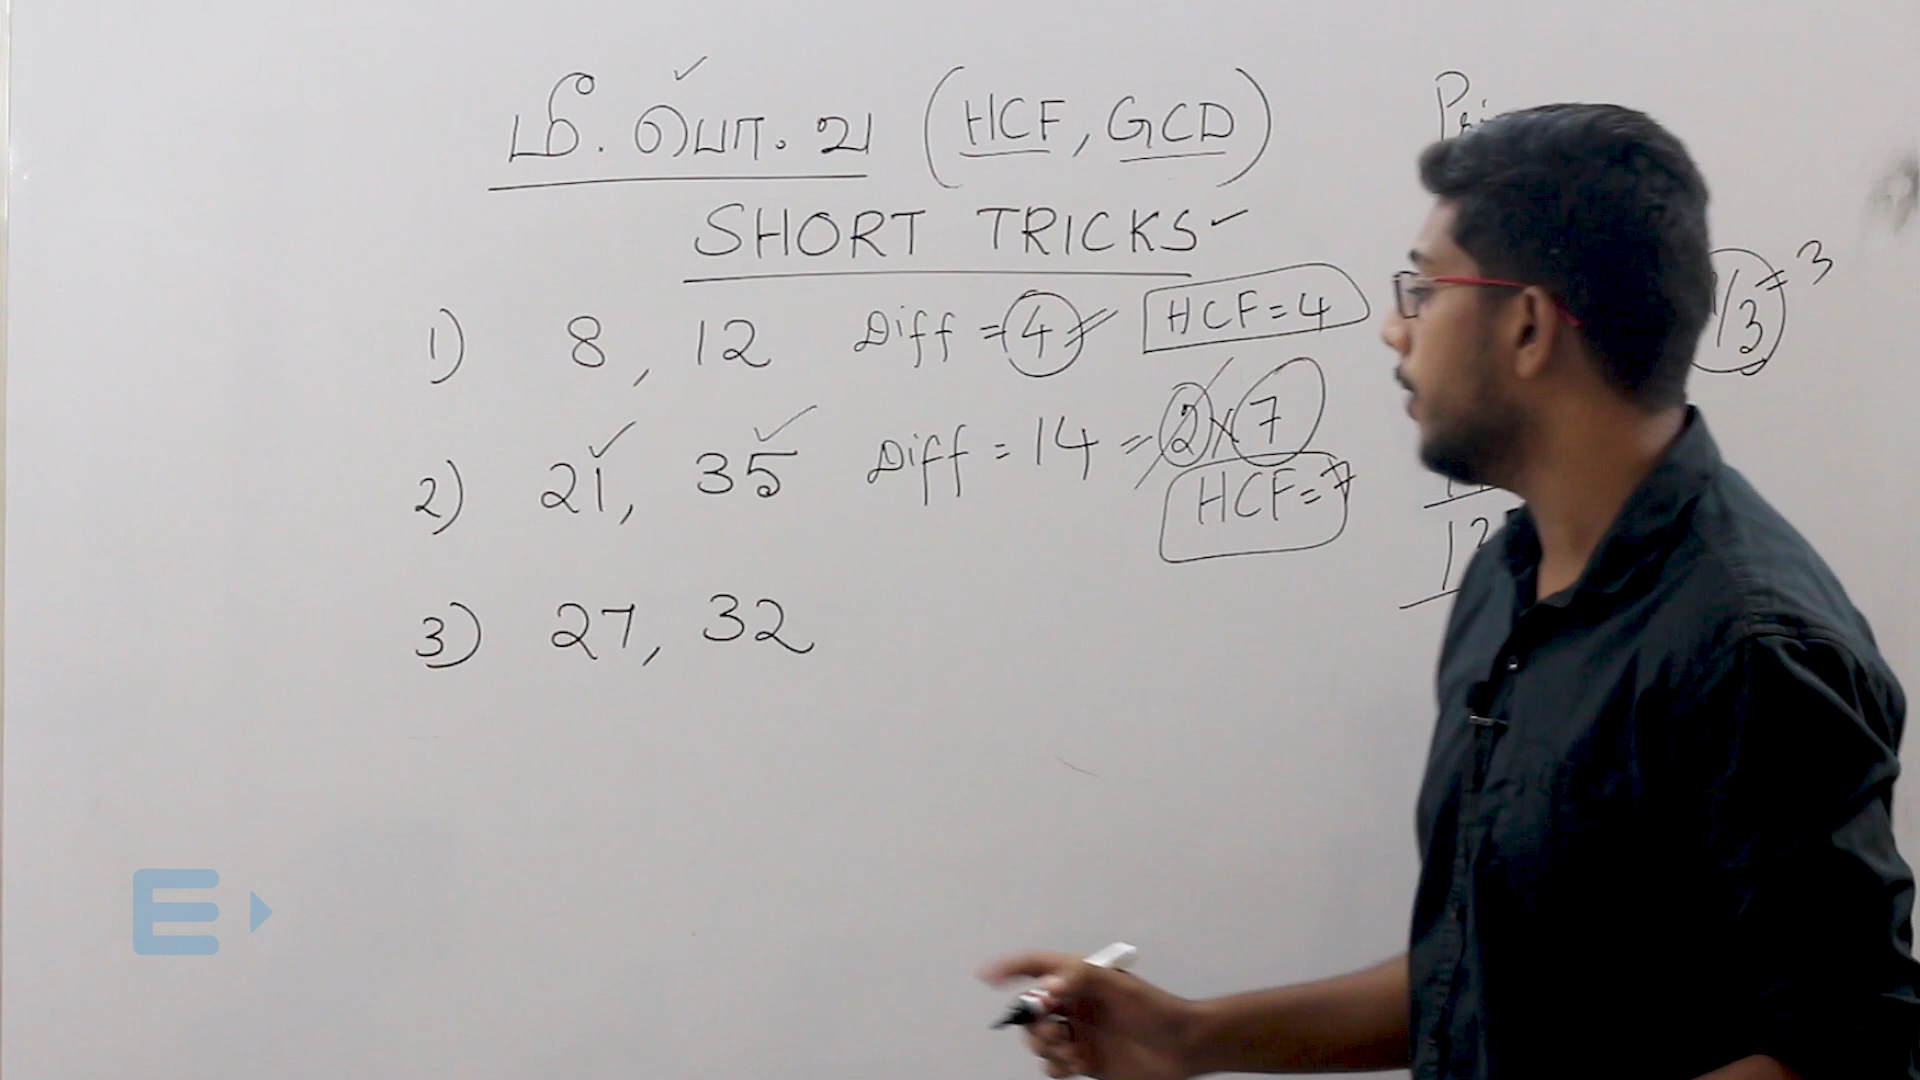 மீ. பொ. வ (HCF, GCD)
SHORT TRICKS
1) 8, 12 Diff = 4 HCF = 4
2) 21, 35 Diff = 14 = 2 x 7
HCF = 7
3) 27, 32
= 3
E